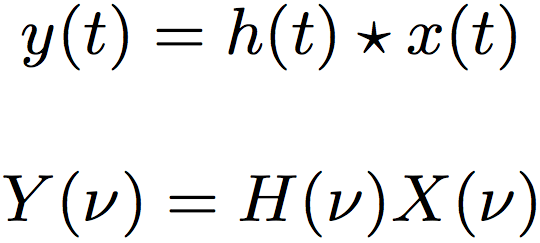 y(t) = h(t) ⋆ x(t)
Y(ν) = H(ν)X(ν)